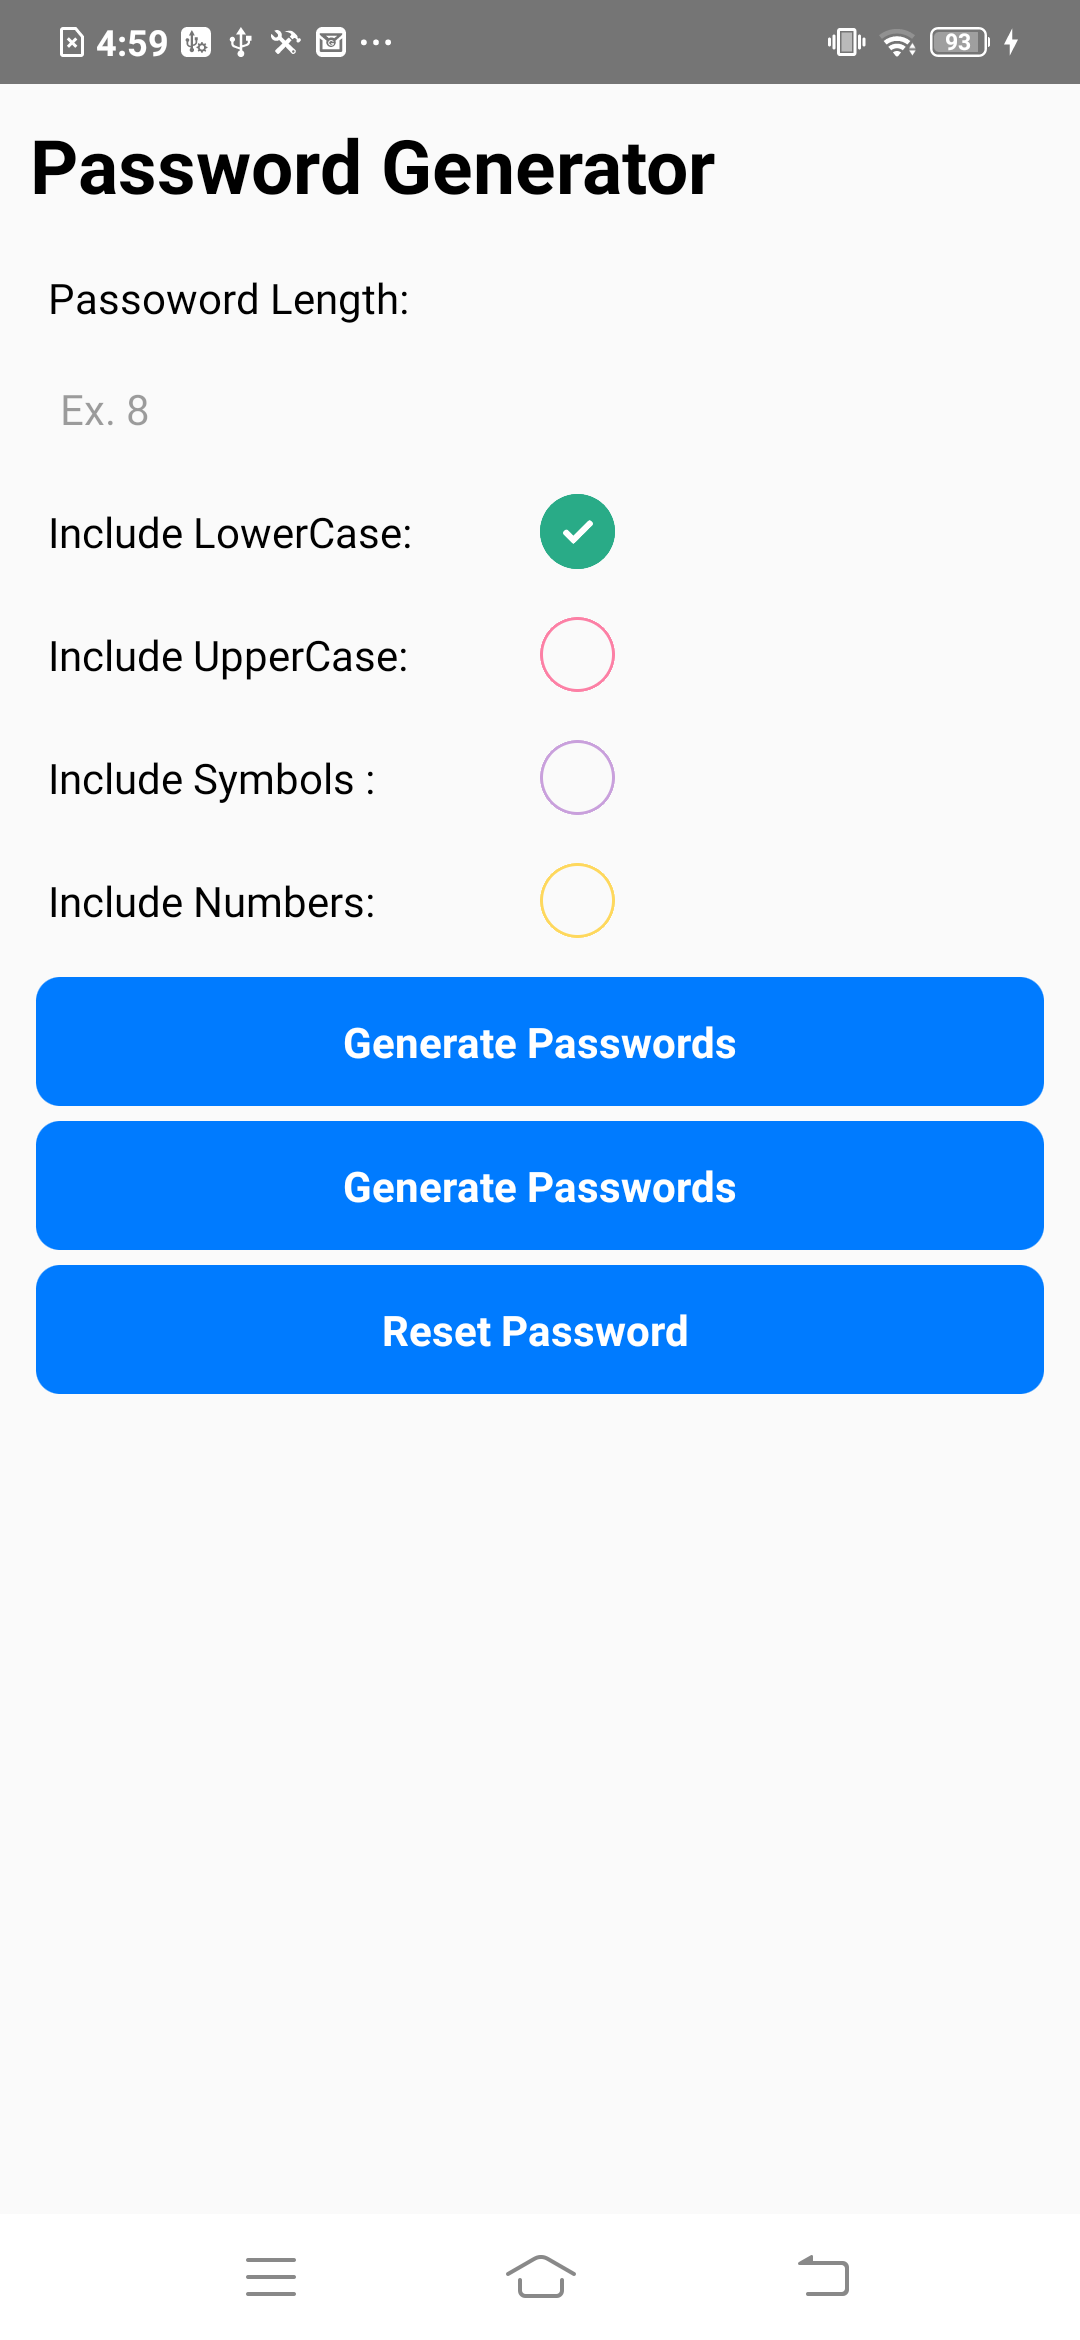 4:59
93
Password Generator
Passoword Length:
Ex. 8
Include LowerCase:
Include UpperCase:
Include Symbols :
Include Numbers:
Generate Passwords
Generate Passwords
Reset Password